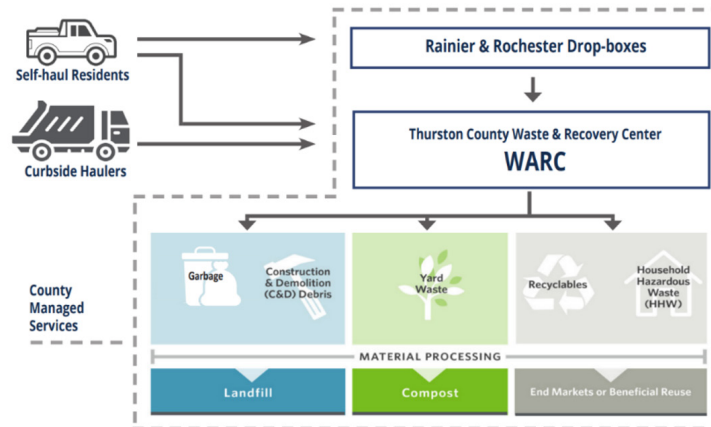 Rainier & Rochester Drop-boxes
Self-haul Residents
Thurston County Waste & Recovery Center
WARC
Curbside Haulers
Garbage
Construction
& Demolition
(C&D) Debris
Yard
Waste
Recyclables
Household
Hazardous
Waste
(HHW)
County
Managed
Services
MATERIAL PROCESSING
Landfill
Compost
End Markets or Beneficial Reuse